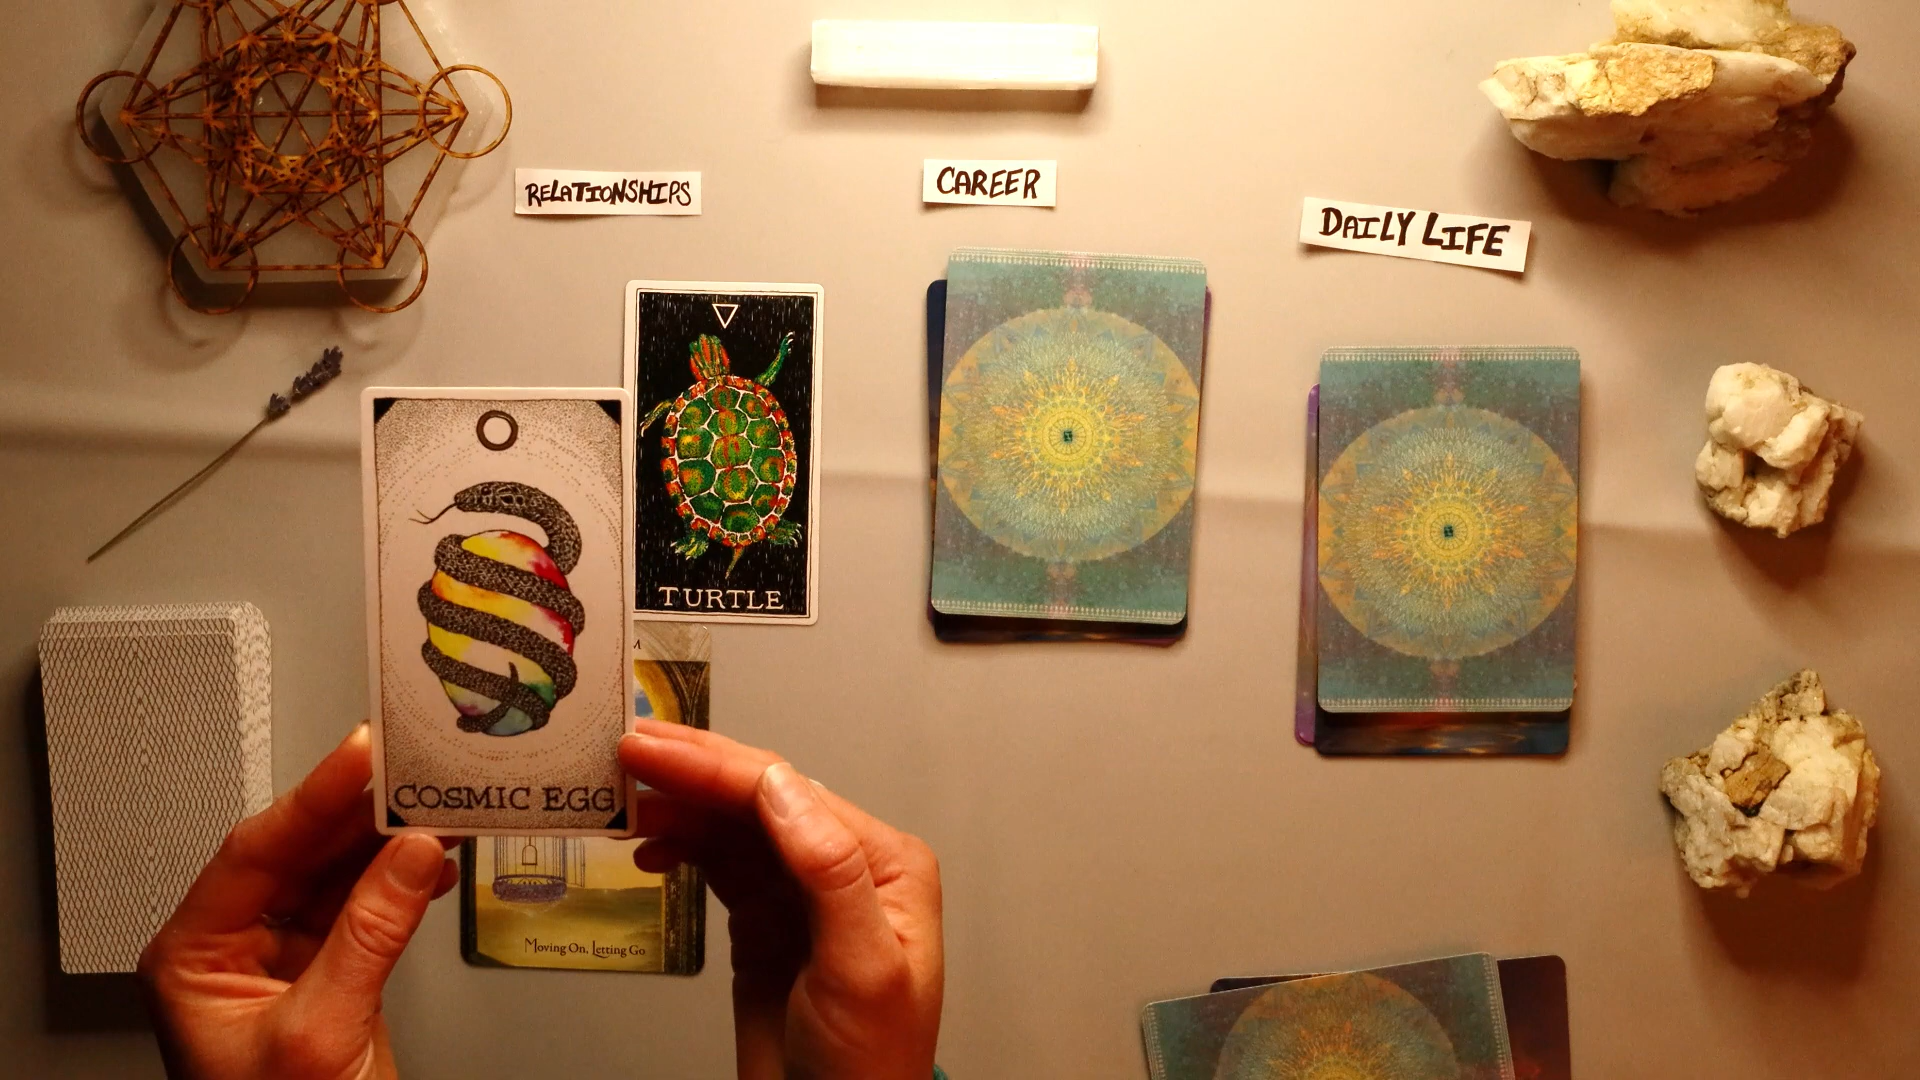 RELATIONSHIPS
CAREER
DAILY LIFE
TURTLE
COSMIC EGG
Moving On, Letting Go